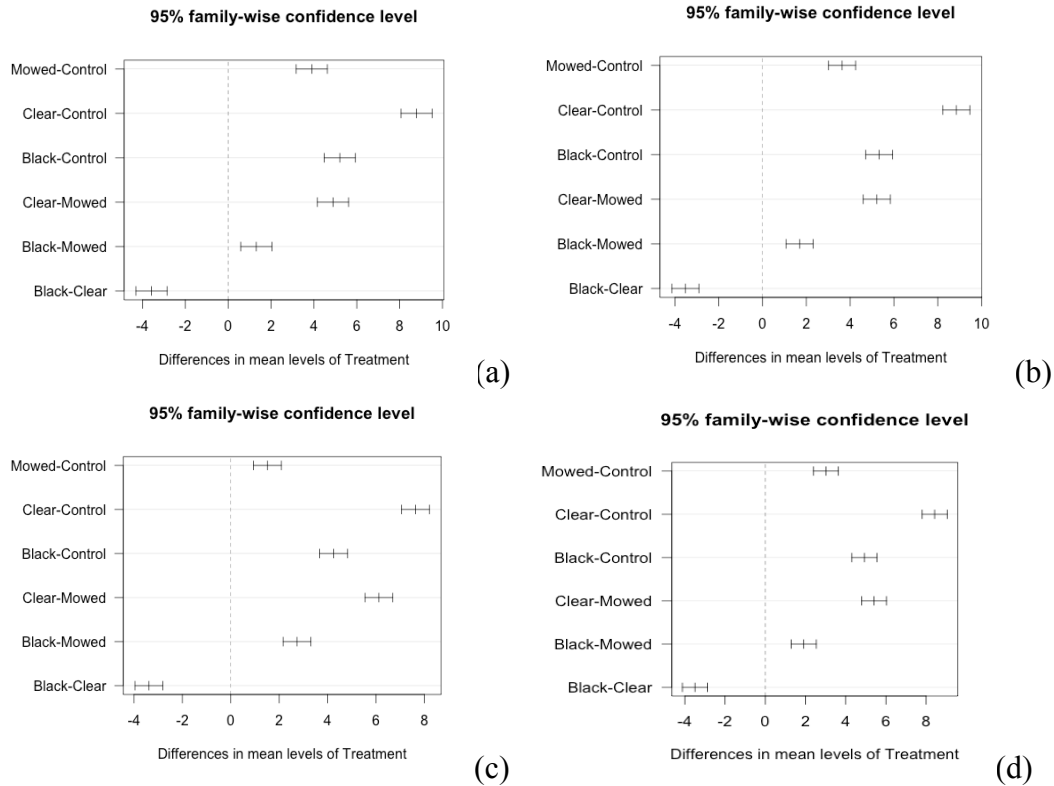 95% family-wise confidence level
Mowed-Control
Clear-Control
Black-Control
Clear-Mowed
Black-Mowed
Black-Clear
-4 -2 0 2 4 6 8 10
Differences in mean levels of Treatment
(a)
95% family-wise confidence level
Mowed-Control
Clear-Control
Black-Control
Clear-Mowed
Black-Mowed
Black-Clear
-4 -2 0 2 4 6 8 10
Differences in mean levels of Treatment
(b)
95% family-wise confidence level
Mowed-Control
Clear-Control
Black-Control
Clear-Mowed
Black-Mowed
Black-Clear
-4 -2 0 2 4 6 8
Differences in mean levels of Treatment
(c)
95% family-wise confidence level
Mowed-Control
Clear-Control
Black-Control
Clear-Mowed
Black-Mowed
Black-Clear
-4 -2 0 2 4 6 8
Differences in mean levels of Treatment
(d)